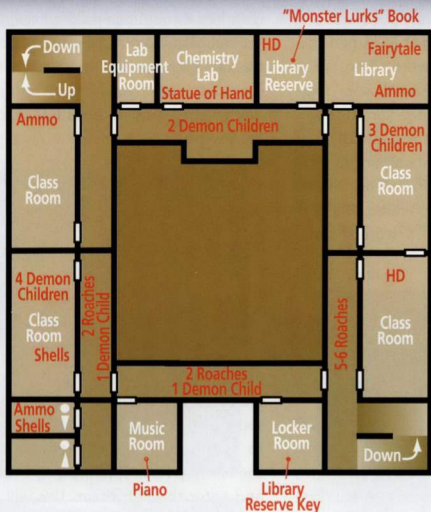 "Monster Lurks" Book
Down
Up
Lab
Equipment
Room
Chemistry
Lab
Statue of Hand
HD
Library
Reserve
Fairytale
Library
Ammo
2 Demon Children
Ammo
Class
Room
3 Demon
Children
Class
Room
4 Demon
Children
Class
Room
Shells
2 Roaches
1 Demon Child
5-6 Roaches
HD
Class
Room
2 Roaches
1 Demon Child
Ammo
Shells
Music
Room
Locker
Room
Down
Piano
Library
Reserve Key